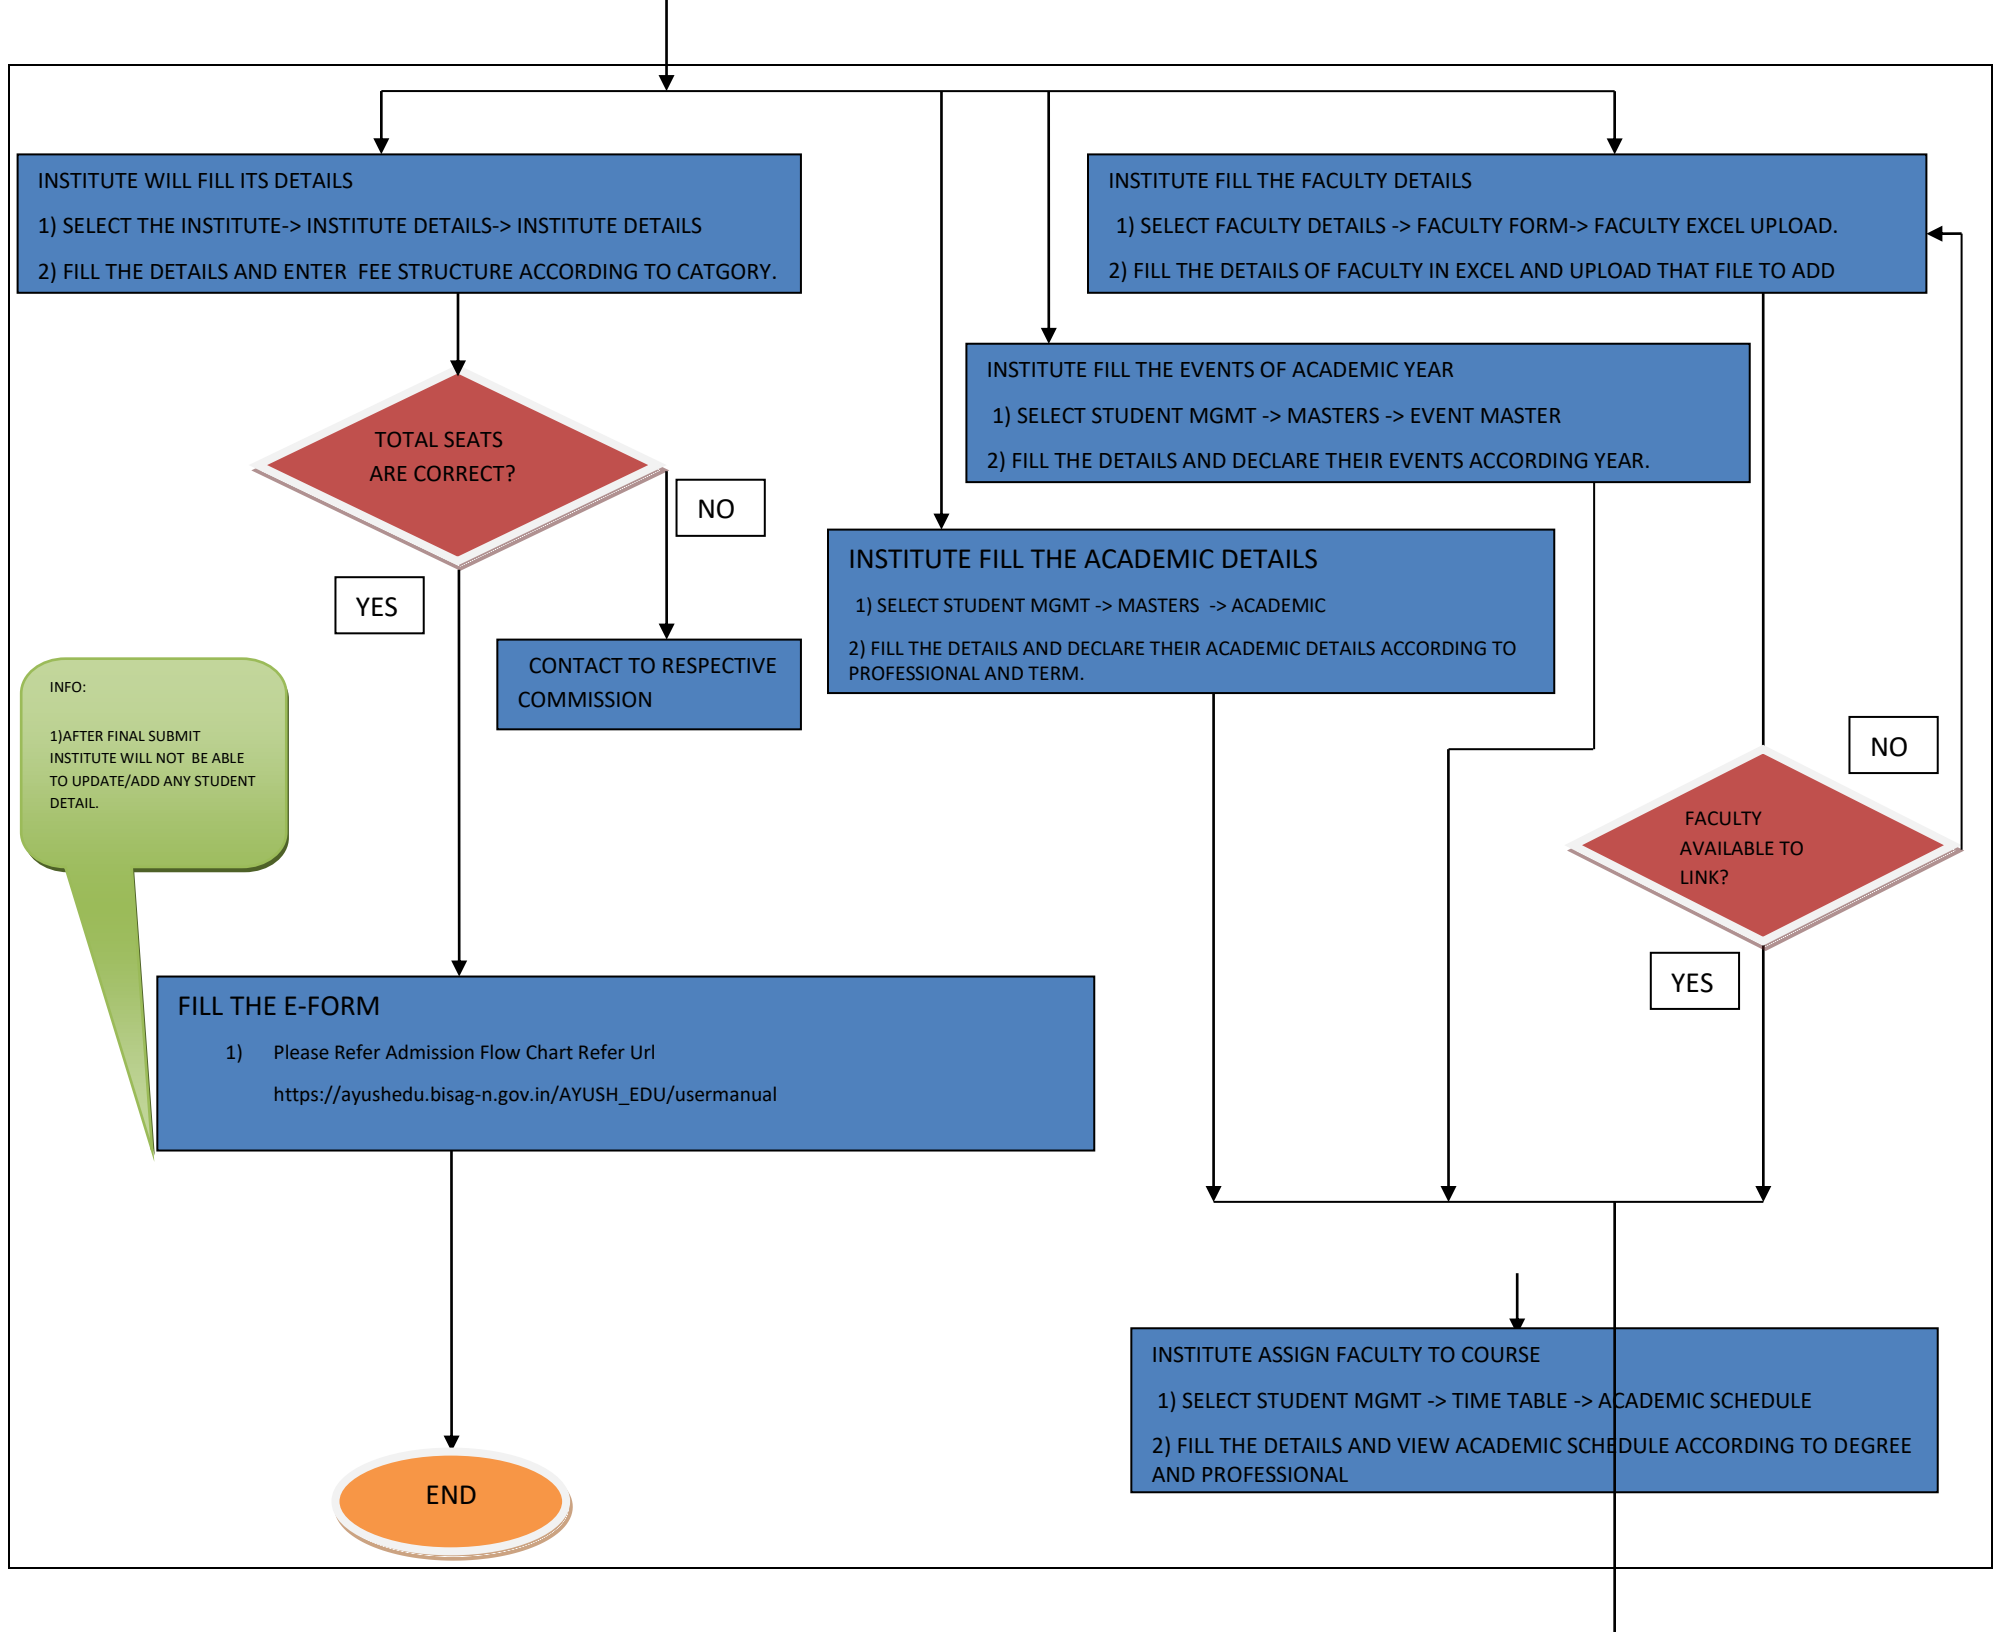 INSTITUTE WILL FILL ITS DETAILS
1) SELECT THE INSTITUTE-> INSTITUTE DETAILS-> INSTITUTE DETAILS
2) FILL THE DETAILS AND ENTER  FEE STRUCTURE ACCORDING TO CATGORY.
INSTITUTE FILL THE FACULTY DETAILS
1) SELECT FACULTY DETAILS -> FACULTY FORM-> FACULTY EXCEL UPLOAD.
2) FILL THE DETAILS OF FACULTY IN EXCEL AND UPLOAD THAT FILE TO ADD
INSTITUTE FILL THE EVENTS OF ACADEMIC YEAR
1) SELECT STUDENT MGMT -> MASTERS -> EVENT MASTER
2) FILL THE DETAILS AND DECLARE THEIR EVENTS ACCORDING YEAR.
TOTAL SEATS
ARE CORRECT?
NO
YES
INSTITUTE FILL THE ACADEMIC DETAILS
1) SELECT STUDENT MGMT -> MASTERS  -> ACADEMIC
2) FILL THE DETAILS AND DECLARE THEIR ACADEMIC DETAILS ACCORDING TO
PROFESSIONAL AND TERM.
CONTACT TO RESPECTIVE
COMMISSION
INFO:
1)AFTER FINAL SUBMIT
INSTITUTE WILL NOT  BE ABLE
TO UPDATE/ADD ANY STUDENT
DETAIL.
NO
FACULTY
AVAILABLE TO
LINK?
YES
FILL THE E-FORM
1) Please Refer Admission Flow Chart Refer Url
https://ayushedu.bisag-n.gov.in/AYUSH_EDU/usermanual
INSTITUTE ASSIGN FACULTY TO COURSE
1) SELECT STUDENT MGMT -> TIME TABLE -> ACADEMIC SCHEDULE
2) FILL THE DETAILS AND VIEW ACADEMIC SCHEDULE ACCORDING TO DEGREE
AND PROFESSIONAL
END